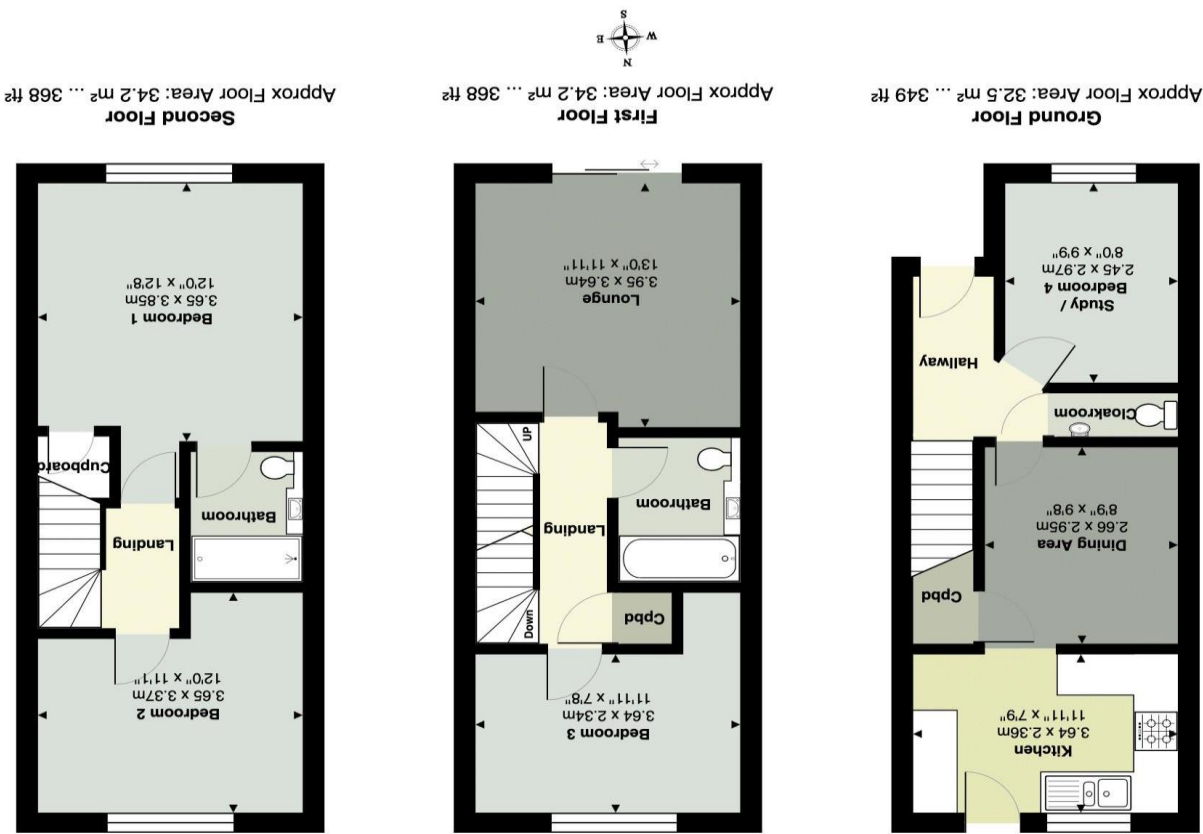 Kitchen
3.64 x 2.36m
11'11" x 7'9"
Cpbd
Dining Area
2.66 x 2.95m
8'9" x 9'8"
Cloakroom
Hallway
Study /
Bedroom 4
2.45 x 2.97m
8'0" x 9'9"
Ground Floor
Approx Floor Area: 32.5 m² ... 349 ft²
Bedroom 3
3.64 x 2.34m
11'11" x 7'8"
Cpbd
Down
Landing
Bathroom
UP
Lounge
3.95 x 3.64m
13'0" x 11'11"
First Floor
Approx Floor Area: 34.2 m² ... 368 ft²
Bedroom 2
3.65 x 3.37m
12'0" x 11'1"
Landing
Bathroom
Cupboard
Bedroom 1
3.65 x 3.85m
12'0" x 12'8"
Second Floor
Approx Floor Area: 34.2 m² ... 368 ft²
N
W E
S